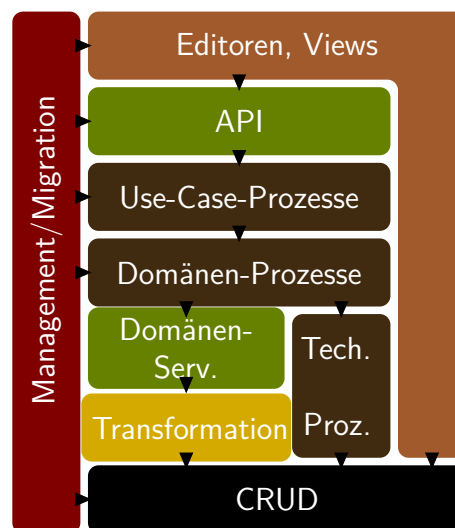 Management/Migration
Editoren, Views
API
Use-Case-Prozesse
Domänen-Prozesse
Domänen-
Serv.
Tech.
Proz.
Transformation
CRUD